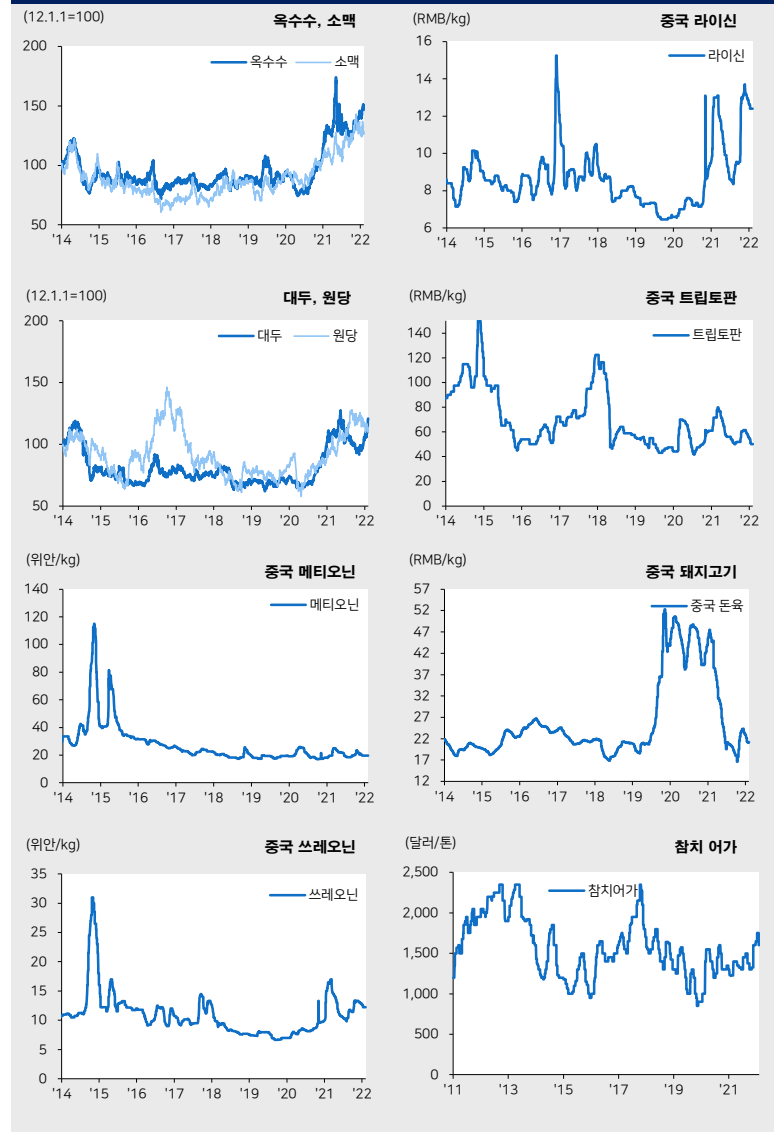 (12.1.1=100)
옥수수, 소맥
옥수수
소맥
200
150
100
50
'14 '15 '16 '17 '18 '19 '20 '21 '22
(RMB/kg)
중국 라이신
라이신
16
14
12
10
8
6
'14 '15 '16 '17 '18 '19 '20 '21 '22
(12.1.1=100)
대두, 원당
대두
원당
200
150
100
50
'14 '15 '16 '17 '18 '19 '20 '21 '22
(RMB/kg)
중국 트립토판
트립토판
140
120
100
80
60
40
20
0
'14 '15 '16 '17 '18 '19 '20 '21 '22
(위안/kg)
중국 메티오닌
메티오닌
140
120
100
80
60
40
20
0
'14 '15 '16 '17 '18 '19 '20 '21 '22
(RMB/kg)
중국 돼지고기
중국 돈육
57
52
47
42
37
32
27
22
17
12
'14 '15 '16 '17 '18 '19 '20 '21 '22
(위안/kg)
중국 쓰레오닌
쓰레오닌
35
30
25
20
15
10
5
0
'14 '15 '16 '17 '18 '19 '20 '21 '22
(달러/톤)
참치 어가
참치어가
2,500
2,000
1,500
1,000
500
0
'11 '13 '15 '17 '19 '21